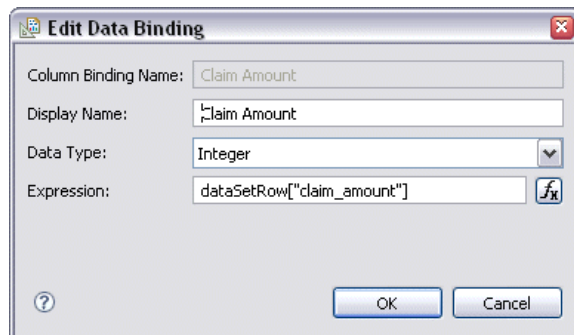 Edit Data Binding
Column Binding Name: Claim Amount
Display Name: Claim Amount
Data Type: Integer
Expression: dataSetRow["claim_amount"] fx
? OK Cancel